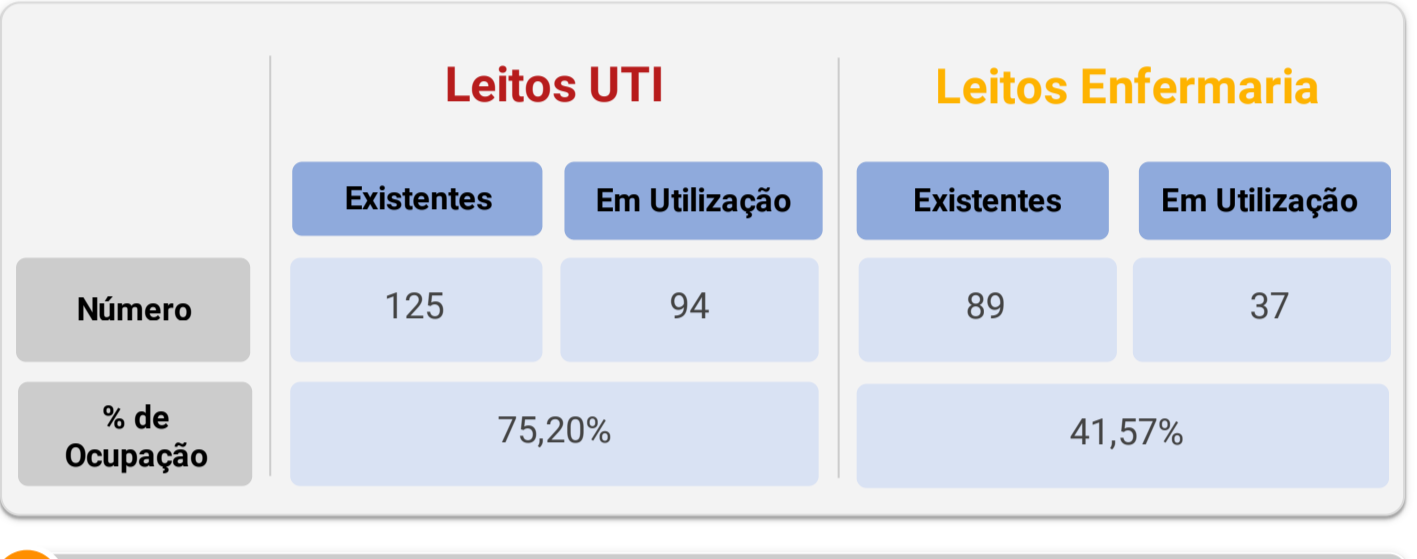 Leitos UTI
Leitos Enfermaria
Existentes
Em Utilização
Existentes
Em Utilização
Número
125
94
89
37
% de
Ocupação
75,20%
41,57%